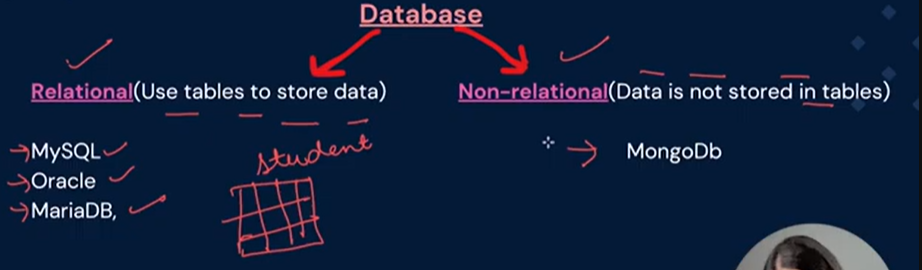 Database
Relational(Use tables to store data)
Non-relational(Data is not stored in tables)
MySQL
Oracle
MariaDB,
student
MongoDb